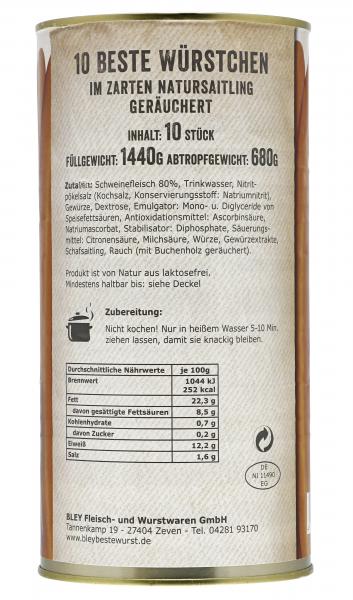 10 BESTE WÜRSTCHEN
IM ZARTEN NATURSAITLING
GERÄUCHERT
INHALT: 10 STÜCK
FÜLLGEWICHT: 1440G ABTROPFGEWICHT: 680G
Zutaten: Schweinefleisch 80%, Trinkwasser, Nitrit-
pökelsalz (Kochsalz, Konservierungsstoff: Natriumnitrit),
Gewürze, Dextrose, Emulgator: Mono- u. Diglyceride von
Speisefettsäuren, Antioxidationsmittel: Ascorbinsäure,
Natriumascorbat, Stabilisator: Diphosphate, Säuerungs-
mittel: Citronensäure, Milchsäure, Würze, Gewürzextrakte,
Schafsaitling, Rauch (mit Buchenholz geräuchert).
Produkt ist von Natur aus laktosefrei.
Mindestens haltbar bis: siehe Deckel
Zubereitung:
Nicht kochen! Nur in heißem Wasser 5-10 Min.
ziehen lassen, damit sie knackig bleiben.
Durchschnittliche Nährwerte je 100g
Brennwert 1044 kJ
252 kcal
Fett 22,3 g
davon gesättigte Fettsäuren 8,5 g
Kohlenhydrate 0,7 g
davon Zucker 0,2 g
Eiweiß 12,2 g
Salz 1,6 g
DE
NI 11490
EG
BLEY Fleisch- und Wurstwaren GmbH
Tannenkamp 19 - 27404 Zeven - Tel. 04281 93170
www.bleybestewurst.de